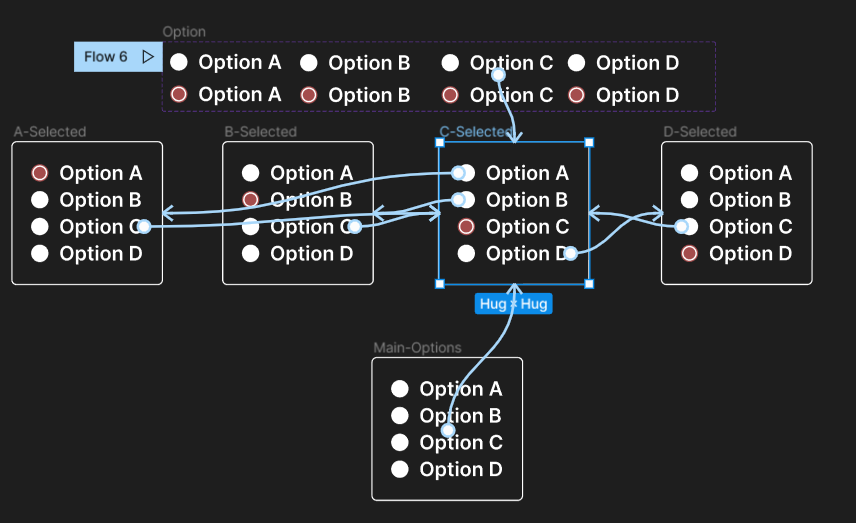 Option
Flow 6
Option A Option B Option C Option D
Option A Option B Option C Option D
A-Selected
Option A
Option B
Option C
Option D
B-Selected
Option A
Option B
Option C
Option D
C-Selected
Option A
Option B
Option C
Option D
Hug × Hug
D-Selected
Option A
Option B
Option C
Option D
Main-Options
Option A
Option B
Option C
Option D